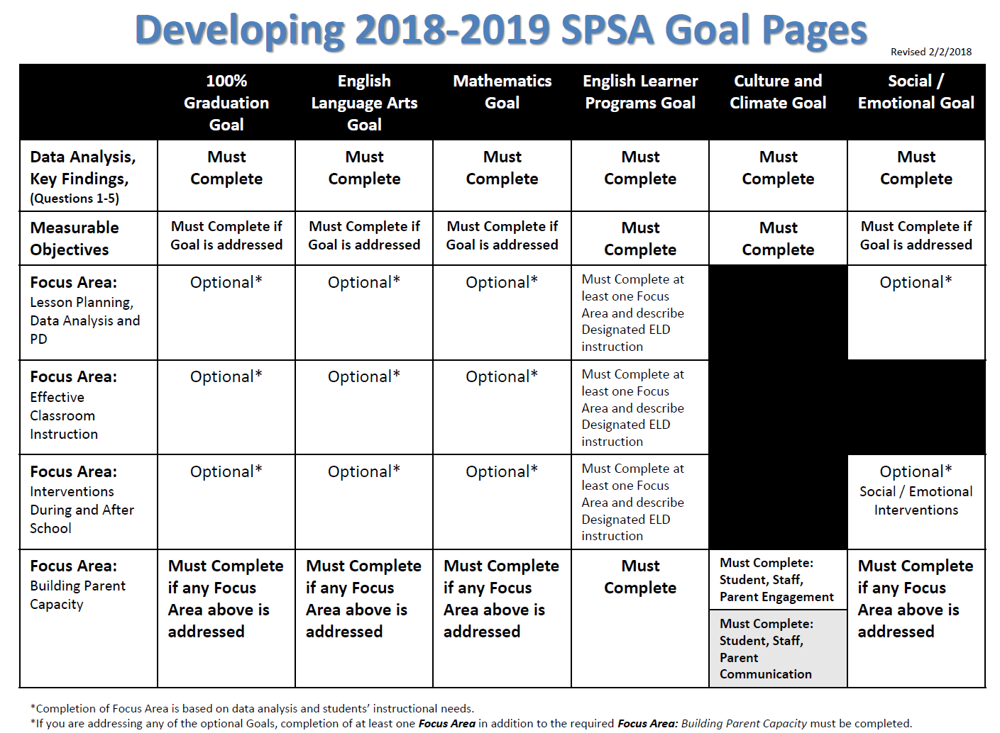 Developing 2018-2019 SPSA Goal Pages
Revised 2/2/2018
100%
Graduation
Goal
English
Language Arts
Goal
Mathematics
Goal
English Learner
Programs Goal
Culture and
Climate Goal
Social /
Emotional Goal
Data Analysis,
Key Findings,
(Questions 1-5)
Must
Complete
Must
Complete
Must
Complete
Must
Complete
Must
Complete
Must
Complete
Measurable
Objectives
Must Complete if
Goal is addressed
Must Complete if
Goal is addressed
Must Complete if
Goal is addressed
Must
Complete
Must
Complete
Must Complete if
Goal is addressed
Focus Area:
Lesson Planning,
Data Analysis and
PD
Optional*
Optional*
Optional*
Must Complete at
least one Focus
Area and describe
Designated ELD
instruction
Optional*
Focus Area:
Effective
Classroom
Instruction
Optional*
Optional*
Optional*
Must Complete at
least one Focus
Area and describe
Designated ELD
instruction
Focus Area:
Interventions
During and After
School
Optional*
Optional*
Optional*
Must Complete at
least one Focus
Area and describe
Designated ELD
instruction
Optional*
Social / Emotional
Interventions
Focus Area:
Building Parent
Capacity
Must Complete
if any Focus
Area above is
addressed
Must Complete
if any Focus
Area above is
addressed
Must Complete
if any Focus
Area above is
addressed
Must
Complete
Must Complete:
Student, Staff,
Parent Engagement
Must Complete:
Student, Staff,
Parent
Communication
Must Complete
if any Focus
Area above is
addressed
*Completion of Focus Area is based on data analysis and students’ instructional needs.
*If you are addressing any of the optional Goals, completion of at least one Focus Area in addition to the required Focus Area: Building Parent Capacity must be completed.